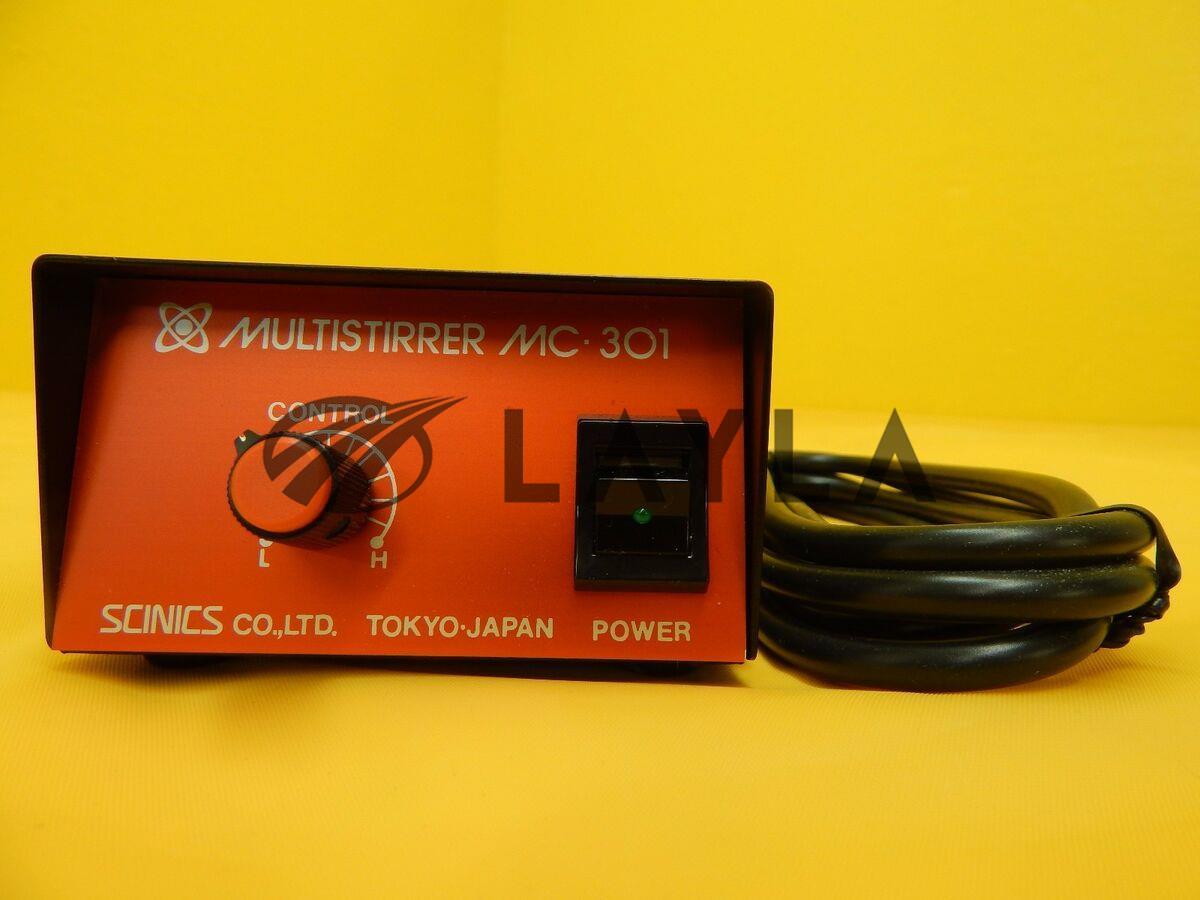 MULTISTIRRER MC·301
CONTROL
LAYLA
L H
SCINICS CO.,LTD. TOKYO·JAPAN POWER